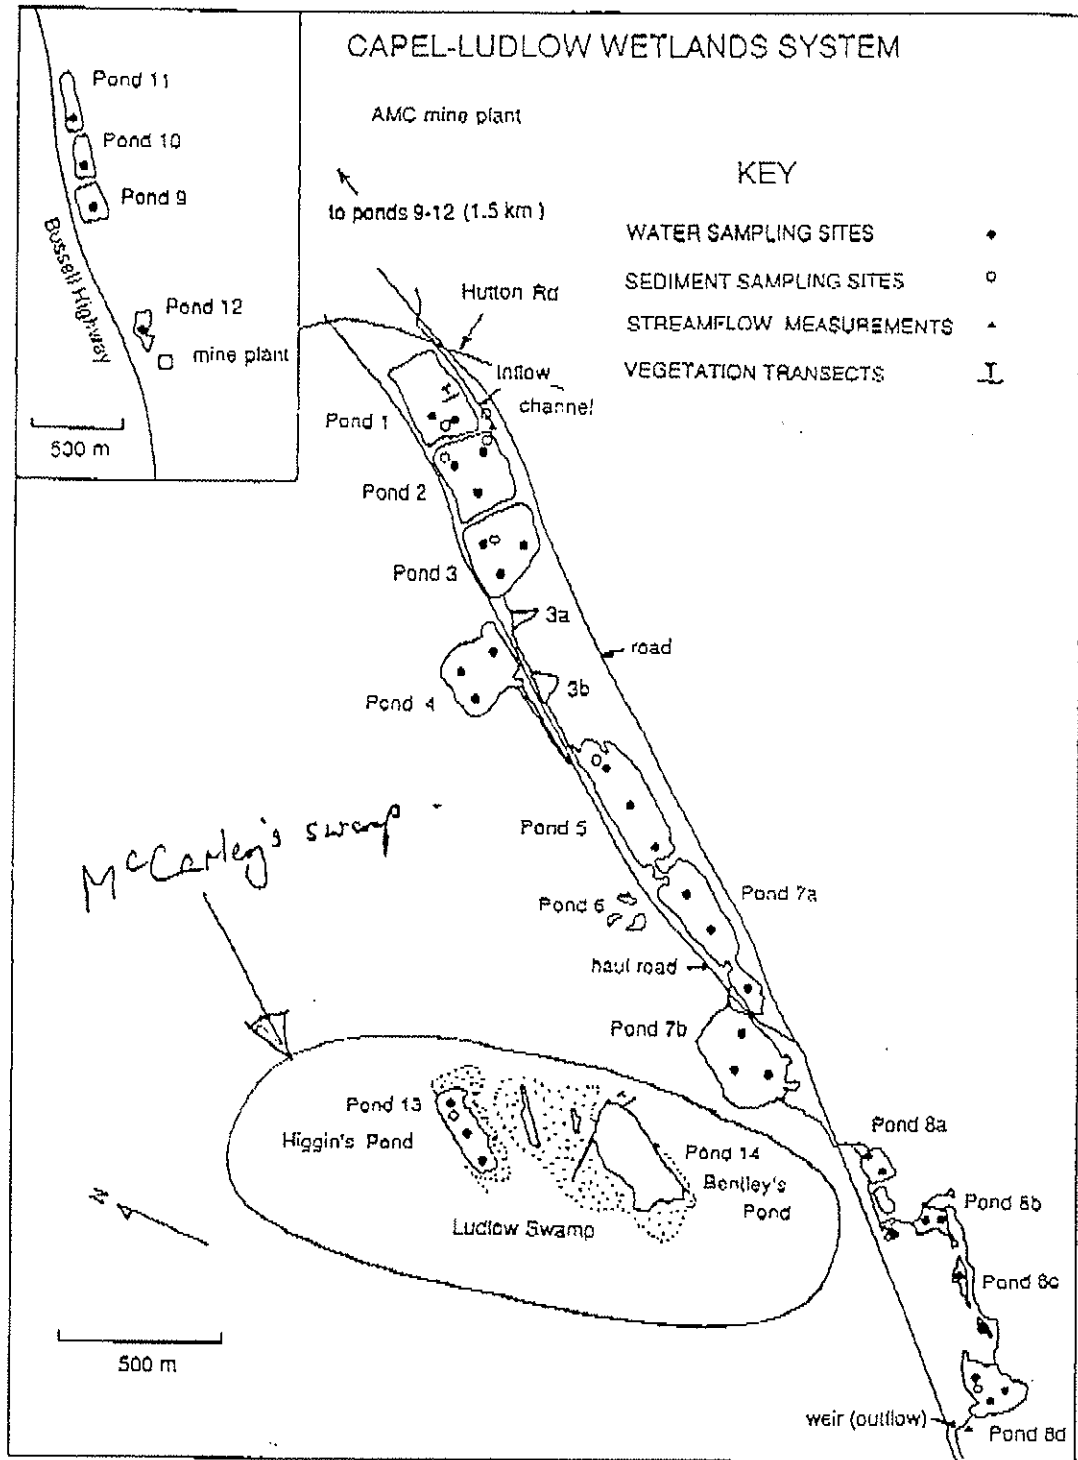 CAPEL-LUDLOW WETLANDS SYSTEM
Pond 11
Pond 10
Pond 9
Bussell Highway
Pond 12
mine plant
500 m
AMC mine plant
to ponds 9-12 (1.5 km)
KEY
WATER SAMPLING SITES
SEDIMENT SAMPLING SITES
STREAMFLOW MEASUREMENTS
VEGETATION TRANSECTS
T
Hutton Rd
Inflow
channel
T
Pond 1
Pond 2
Pond 3
3a
road
3b
Pond 4
Pond 5
McCarley's swamp
Pond 6
Pond 7a
haul road
Pond 7b
Pond 13
Higgin's Pond
Pond 14
Bentley's
Pond
Ludlow Swamp
N
Pond 8a
Pond 8b
Pond 8c
500 m
weir (outflow)
Pond 8d